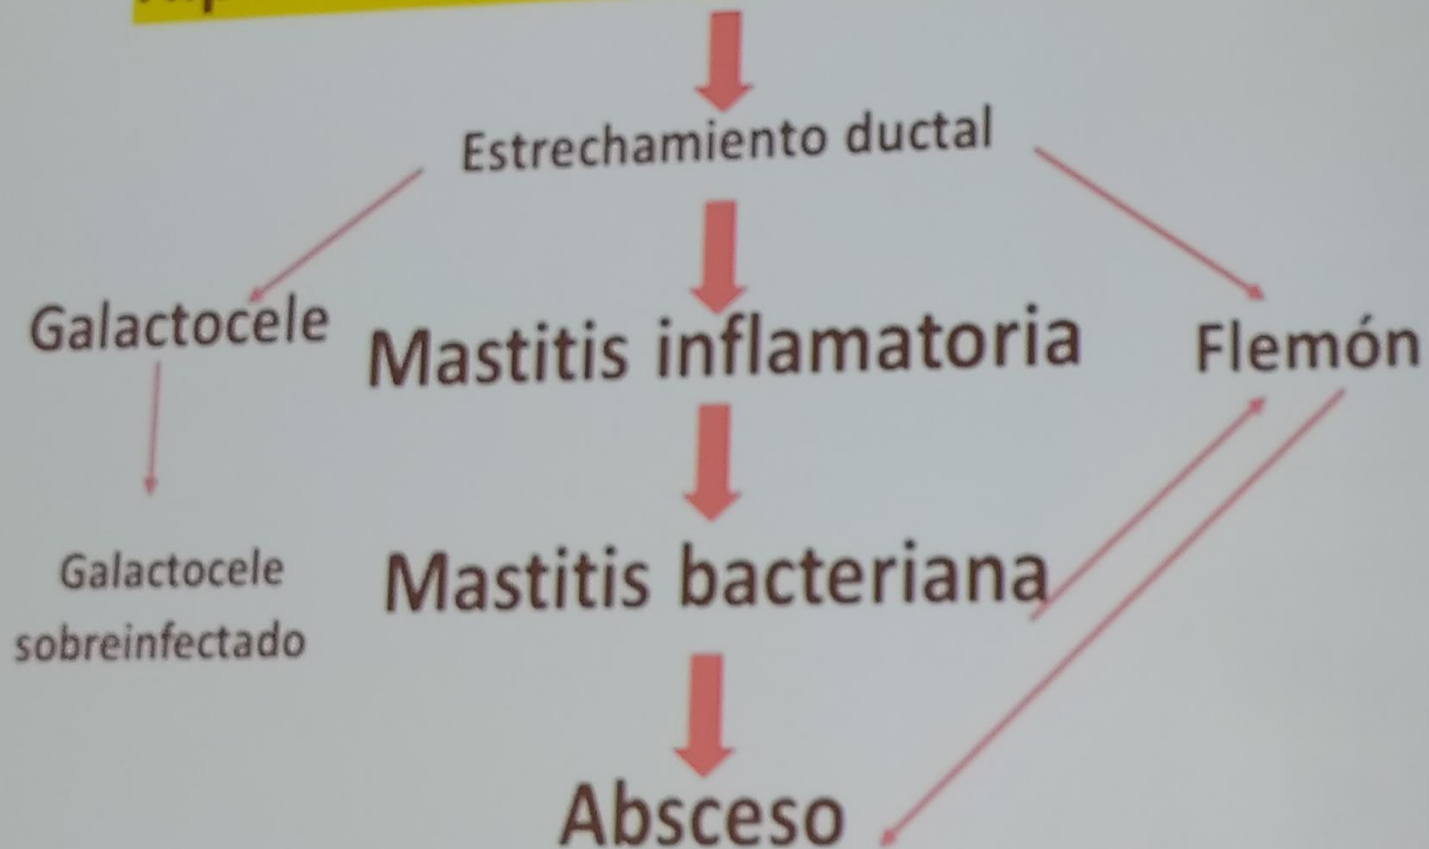 Estrechamiento ductal
Galactocele
Mastitis inflamatoria
Flemón
Galactocele
sobreinfectado
Mastitis bacteriana
Absceso